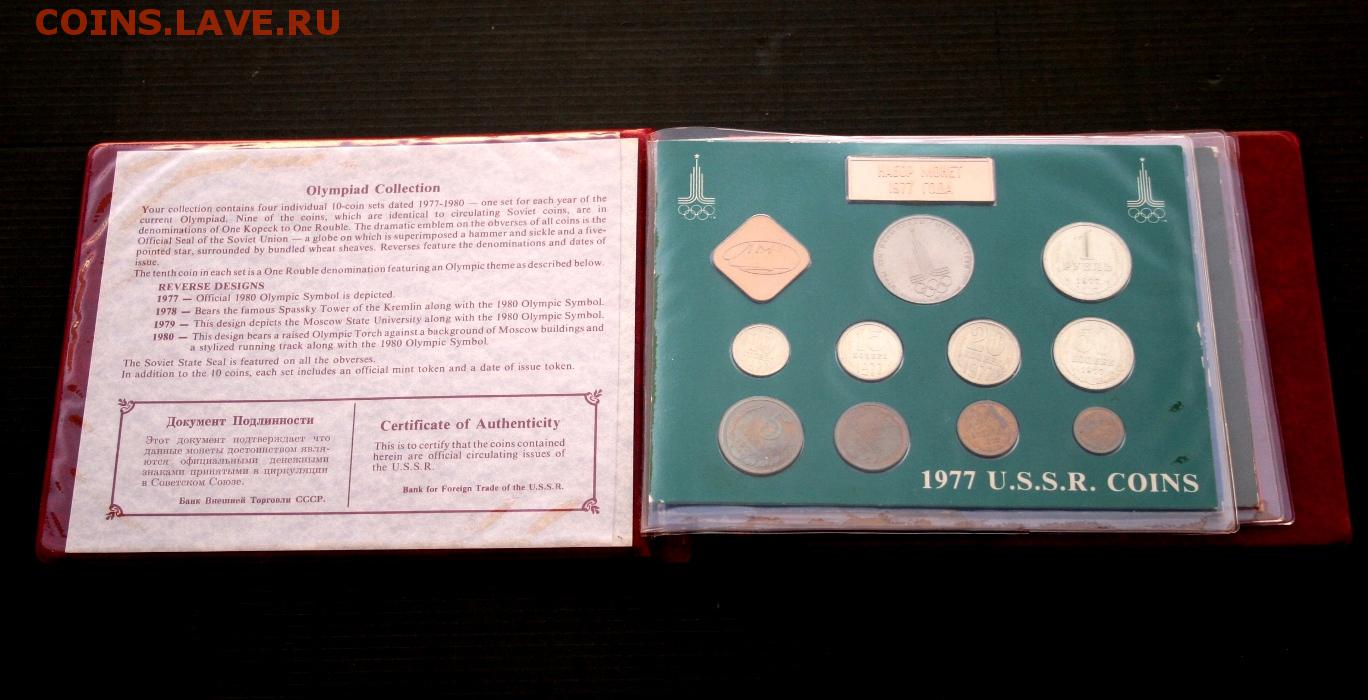 COINS.LAVE.RU
Olympiad Collection
Your collection contains four individual 10-coin sets dated 1977-1980 — one set for each year of the
current Olympiad. Nine of the coins, which are identical to circulating Soviet coins, are in
denominations of One Kopeck to One Rouble. The dramatic emblem on the obverses of all coins is the
Official Seal of the Soviet Union — a globe on which is superimposed a hammer and sickle and a five-
pointed star, surrounded by bundled wheat sheaves. Reverses feature the denominations and dates of
issue.
The tenth coin in each set is a One Rouble denomination featuring an Olympic theme as described below.
REVERSE DESIGNS
1977 — Official 1980 Olympic Symbol is depicted.
1978 — Bears the famous Spassky Tower of the Kremlin along with the 1980 Olympic Symbol.
1979 — This design depicts the Moscow State University along with the 1980 Olympic Symbol.
1980 — This design bears a raised Olympic Torch against a background of Moscow buildings and
a stylized running track along with the 1980 Olympic Symbol.
The Soviet State Seal is featured on all the obverses.
In addition to the 10 coins, each set includes an official mint token and a date of issue token.
Документ Подлинности
Этот документ подтверждает что
данные монеты достоинством явля-
ются официальными денежными
знаками принятыми в циркуляции
в Советском Союзе.
Банк Внешней Торговли СССР.
Certificate of Authenticity
This is to certify that the coins contained
herein are official circulating issues of
the U.S.S.R.
Bank for Foreign Trade of the U.S.S.R.
НАБОР МОНЕТ
1977 ГОДА
ЛМД
1
РУБЛЬ
1977
15
КОПЕЕК
1977
20
КОПЕЕК
1977
5
1977 U.S.S.R. COINS